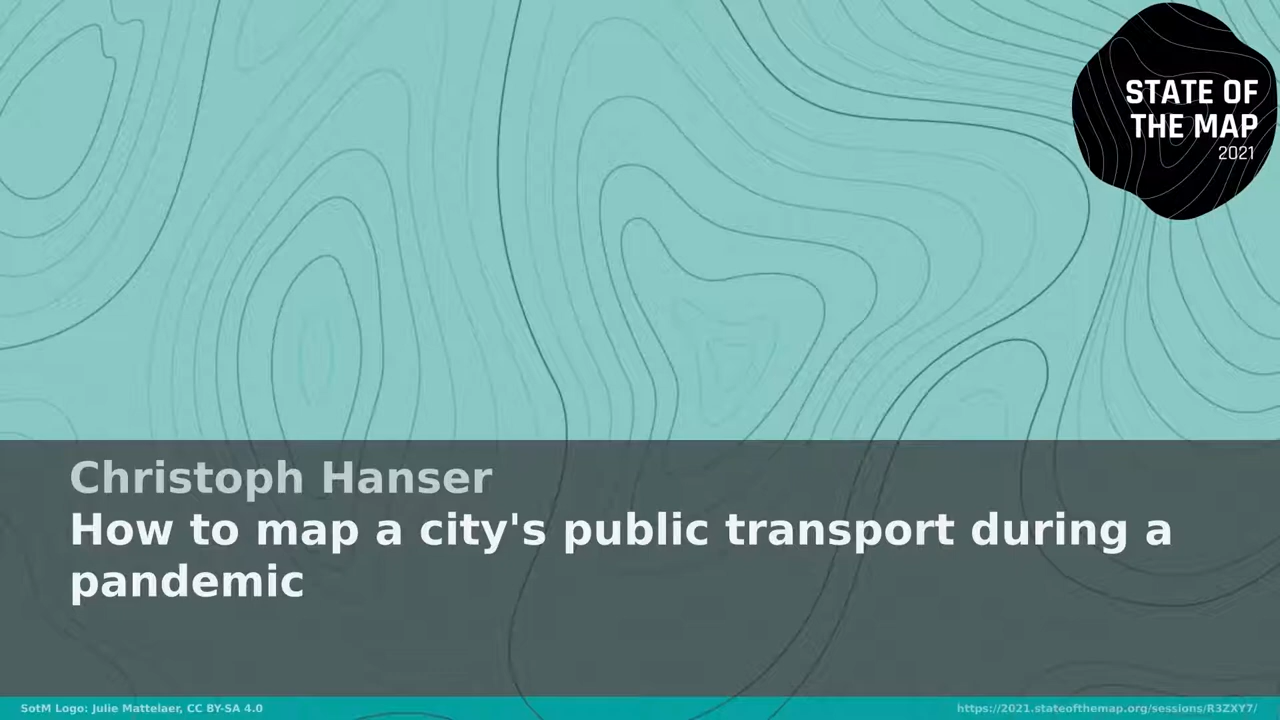 STATE OF
THE MAP
2021
Christoph Hanser
How to map a city's public transport during a
pandemic
SotM Logo: Julie Mattelaer, CC BY-SA 4.0
https://2021.stateofthemap.org/sessions/R3ZXY7/